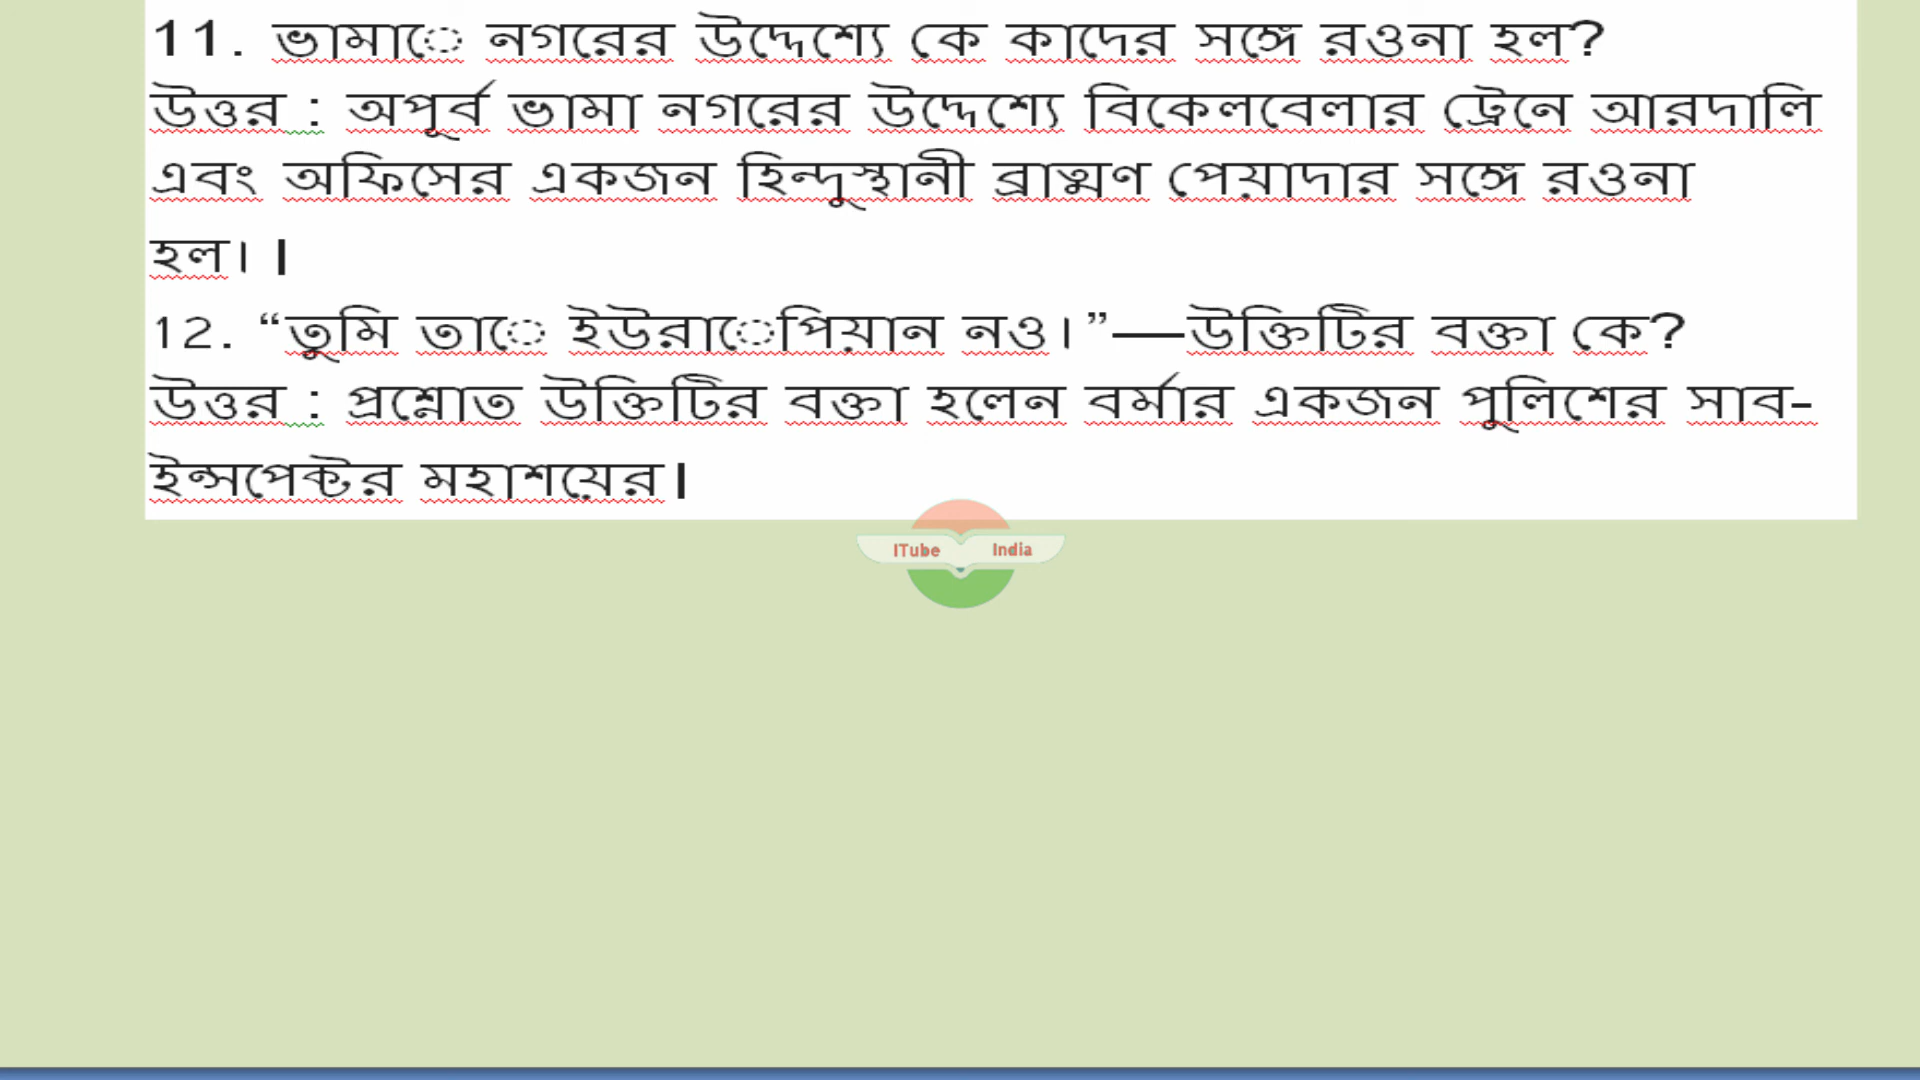 11. ভামাে নগরের উদ্দেশ্যে কে কাদের সঙ্গে রওনা হল?
উত্তর : অপূর্ব ভামা নগরের উদ্দেশ্যে বিকেলবেলার ট্রেনে আরদালি
এবং অফিসের একজন হিন্দুস্থানী ব্রাত্মণ পেয়াদার সঙ্গে রওনা
হল। ।
12. “তুমি তাে ইউরােপিয়ান নও।”—উক্তিটির বক্তা কে?
উত্তর : প্রশ্নোত উক্তিটির বক্তা হলেন বর্মার একজন পুলিশের সাব-
ইন্সপেক্টর মহাশয়ের।
ITube India